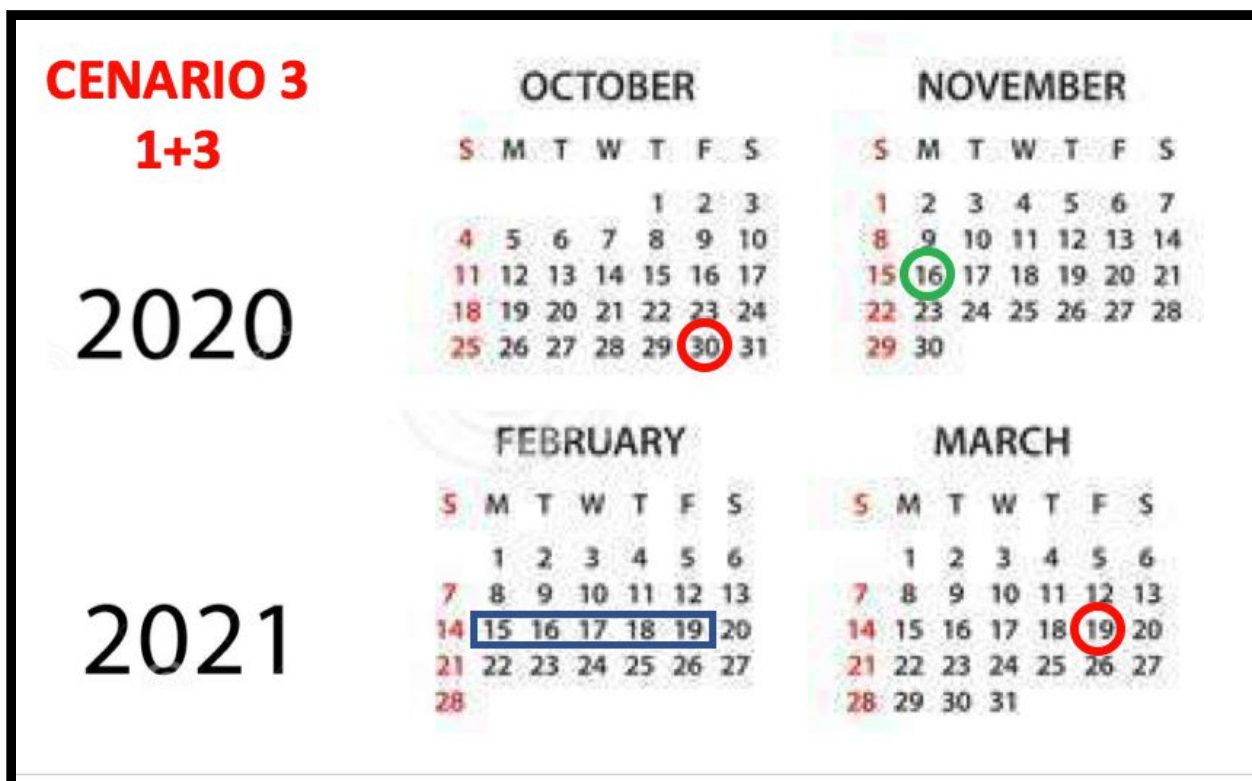 CENARIO 3
1+3
2020
OCTOBER
S M T W T F S
1 2 3
4 5 6 7 8 9 10
11 12 13 14 15 16 17
18 19 20 21 22 23 24
25 26 27 28 29 30 31
NOVEMBER
S M T W T F S
1 2 3 4 5 6 7
8 9 10 11 12 13 14
15 16 17 18 19 20 21
22 23 24 25 26 27 28
29 30
2021
FEBRUARY
S M T W T F S
1 2 3 4 5 6
7 8 9 10 11 12 13
14 15 16 17 18 19 20
21 22 23 24 25 26 27
28
MARCH
S M T W T F S
1 2 3 4 5 6
7 8 9 10 11 12 13
14 15 16 17 18 19 20
21 22 23 24 25 26 27
28 29 30 31